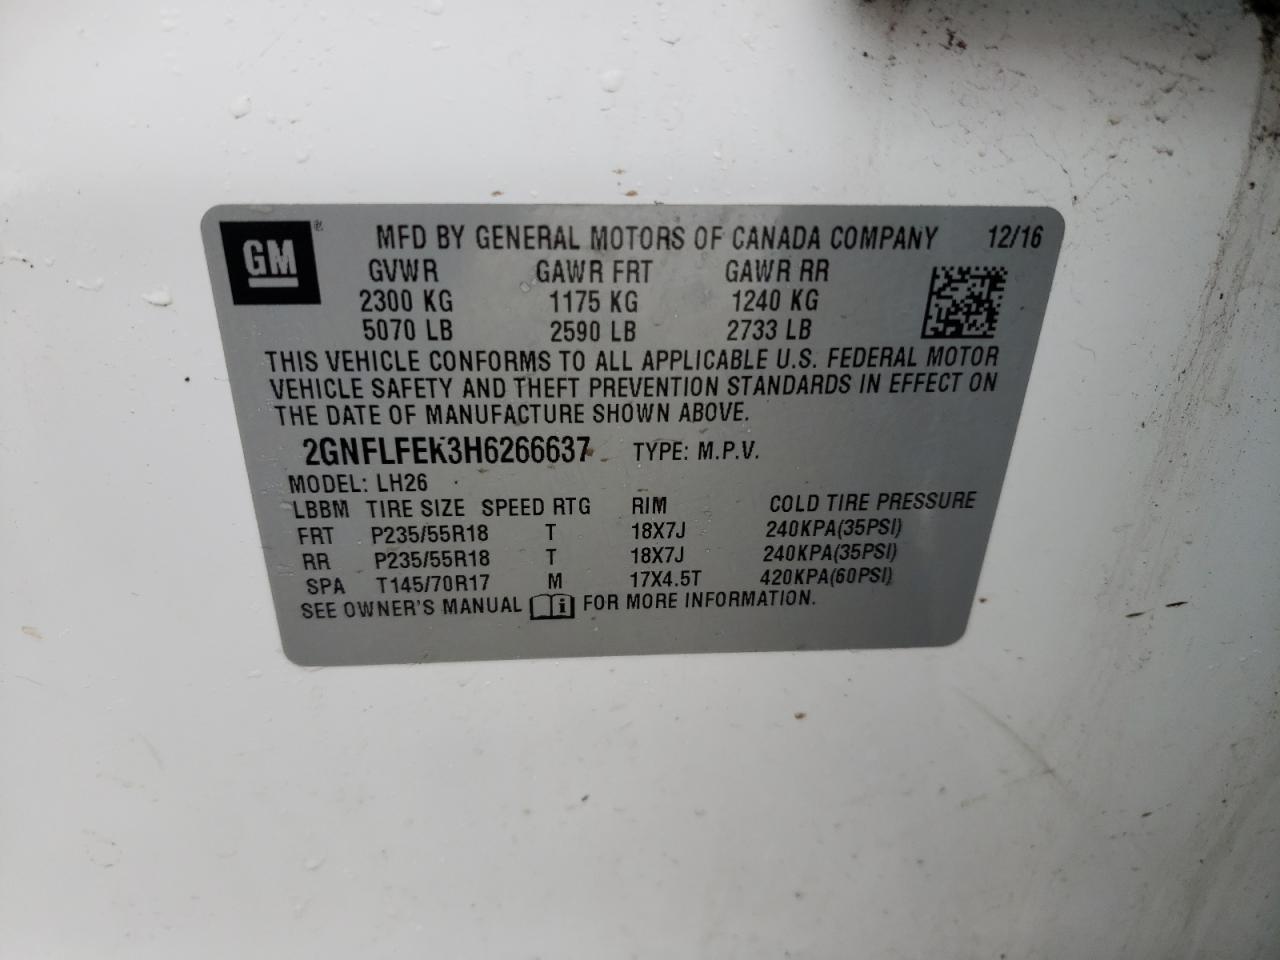 GM ® MFD BY GENERAL MOTORS OF CANADA COMPANY 12/16
GVWR GAWR FRT GAWR RR
2300 KG 1175 KG 1240 KG
5070 LB 2590 LB 2733 LB
THIS VEHICLE CONFORMS TO ALL APPLICABLE U.S. FEDERAL MOTOR
VEHICLE SAFETY AND THEFT PREVENTION STANDARDS IN EFFECT ON
THE DATE OF MANUFACTURE SHOWN ABOVE.
2GNFLFEK3H6266637 TYPE: M.P.V.
MODEL: LH26
LBBM TIRE SIZE SPEED RTG RIM COLD TIRE PRESSURE
FRT P235/55R18 T 18X7J 240KPA(35PSI)
RR P235/55R18 T 18X7J 240KPA(35PSI)
SPA T145/70R17 M 17X4.5T 420KPA(60PSI)
SEE OWNER'S MANUAL i FOR MORE INFORMATION.